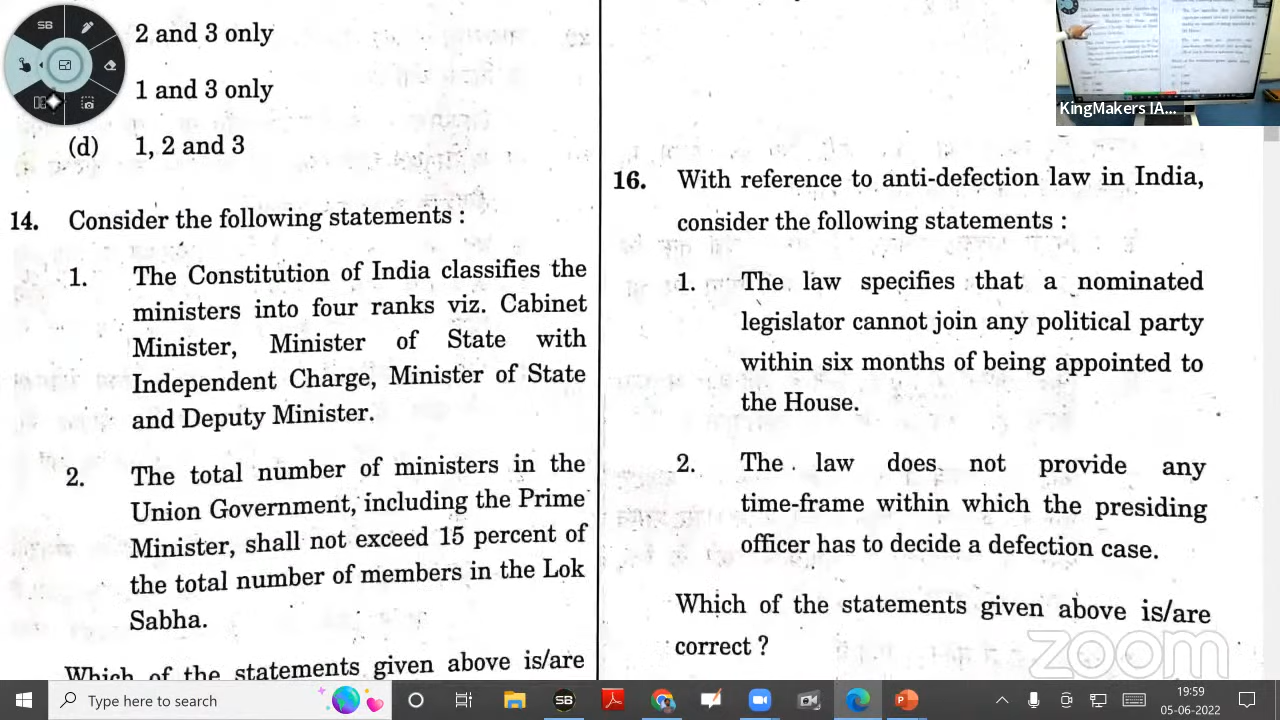 SB
2 and 3 only
1 and 3 only
(d) 1, 2 and 3
14. Consider the following statements :
1. The Constitution of India classifies the
ministers into four ranks viz. Cabinet
Minister, Minister of State with
Independent Charge, Minister of State
and Deputy Minister.
2. The total number of ministers in the
Union Government, including the Prime
Minister, shall not exceed 15 percent of
the total number of members in the Lok
Sabha.
Which of the statements given above is/are
KingMakers IA...
16. With reference to anti-defection law in India,
consider the following statements :
1. The law specifies that a nominated
legislator cannot join any political party
within six months of being appointed to
the House.
2. The law does not provide any
time-frame within which the presiding
officer has to decide a defection case.
Which of the statements given above is/are
correct ?
zoom
Type here to search
SB
19:59
05-06-2022